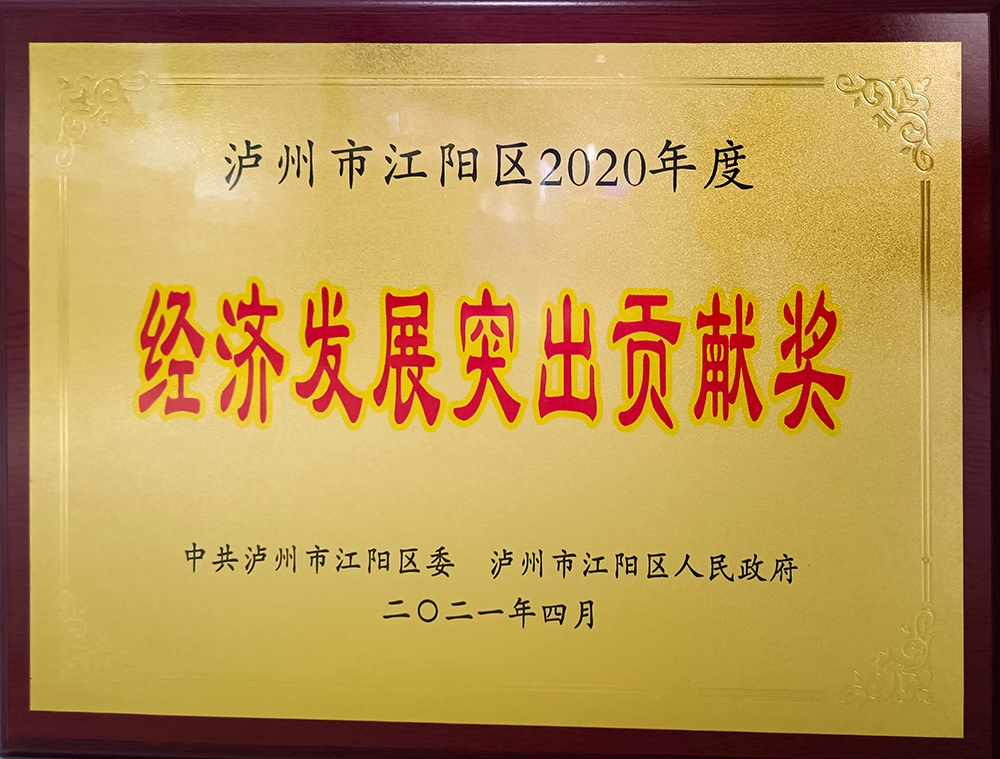 泸州市江阳区2020年度
经济发展突出贡献奖
中共泸州市江阳区委 泸州市江阳区人民政府
二〇二一年四月